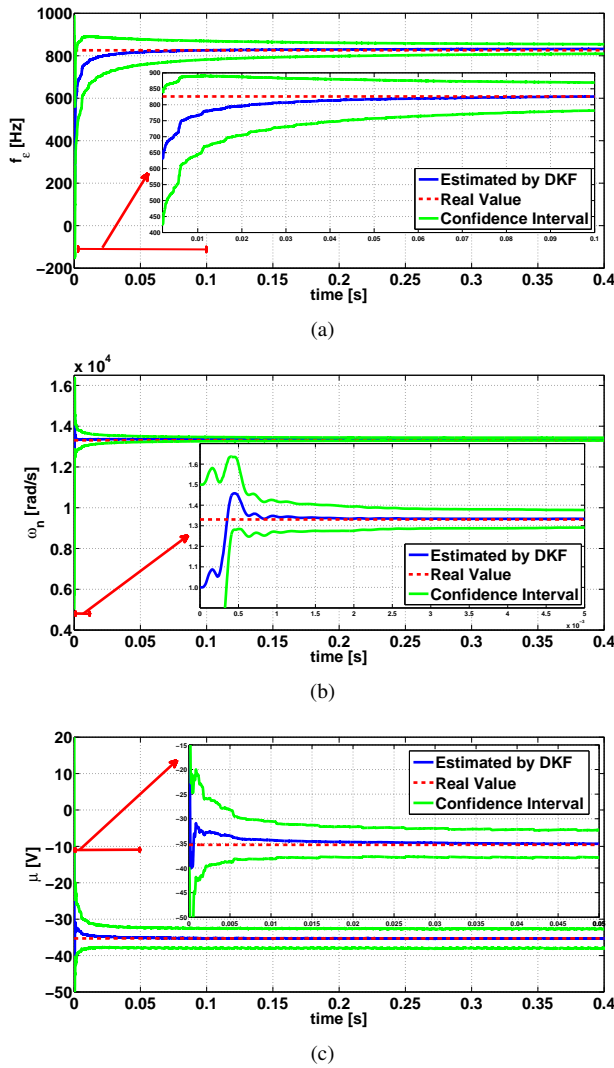 1000
800
600
400
200
0
−200
f_ε [Hz]
900
850
800
750
700
650
600
550
500
450
400
0.01 0.02 0.03 0.04 0.05 0.06 0.07 0.08 0.09 0.1
Estimated by DKF
Real Value
Confidence Interval
0 0.05 0.1 0.15 0.2 0.25 0.3 0.35 0.4
time [s]
(a)
x 10⁴
1.6
1.4
1.2
1
0.8
0.6
0.4
ω_n [rad/s]
1.6
1.5
1.4
1.3
1.2
1.1
1.0
0.9
0 0.5 1 1.5 2 2.5 3 3.5 4 4.5 5
x 10⁻³
Estimated by DKF
Real Value
Confidence Interval
0 0.05 0.1 0.15 0.2 0.25 0.3 0.35 0.4
time [s]
(b)
20
10
0
−10
−20
−30
−40
−50
μ [V]
−15
−20
−25
−30
−35
−40
−45
−50
0 0.005 0.01 0.015 0.02 0.025 0.03 0.035 0.04 0.045
Estimated by DKF
Real Value
Confidence Interval
0 0.05 0.1 0.15 0.2 0.25 0.3 0.35 0.4
time [s]
(c)